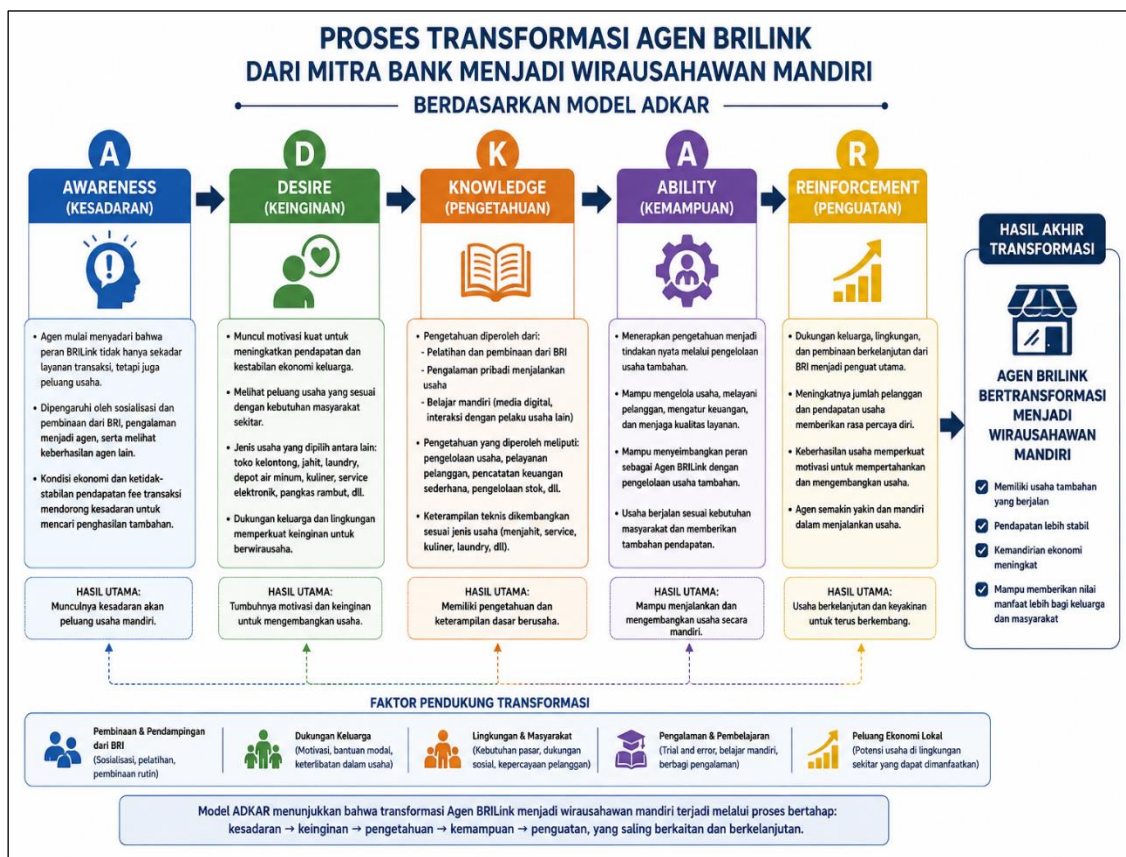 PROSES TRANSFORMASI AGEN BRILINK
DARI MITRA BANK MENJADI WIRAUSAHAWAN MANDIRI
BERDASARKAN MODEL ADKAR
A
AWARENESS
(KESADARAN)
• Agen mulai menyadari bahwa
peran BRILink tidak hanya sekadar
layanan transaksi, tetapi juga
peluang usaha.
• Dipengaruhi oleh sosialisasi dan
pembinaan dari BRI, pengalaman
menjadi agen, serta melihat
keberhasilan agen lain.
• Kondisi ekonomi dan ketidak-
stabilan pendapatan fee transaksi
mendorong kesadaran untuk
mencari penghasilan tambahan.
HASIL UTAMA:
Munculnya kesadaran akan
peluang usaha mandiri.
D
DESIRE
(KEINGINAN)
• Muncul motivasi kuat untuk
meningkatkan pendapatan dan
kestabilan ekonomi keluarga.
• Melihat peluang usaha yang sesuai
dengan kebutuhan masyarakat
sekitar.
• Jenis usaha yang dipilih antara lain:
toko kelontong, jahit, laundry,
depot air minum, kuliner, service
elektronik, pangkas rambut, dll.
• Dukungan keluarga dan lingkungan
memperkuat keinginan untuk
berwirausaha.
HASIL UTAMA:
Tumbuhnya motivasi dan keinginan
untuk mengembangkan usaha.
K
KNOWLEDGE
(PENGETAHUAN)
• Pengetahuan diperoleh dari:
- Pelatihan dan pembinaan dari BRI
- Pengalaman pribadi menjalankan
usaha
- Belajar mandiri (media digital,
interaksi dengan pelaku usaha lain)
• Pengetahuan yang diperoleh meliputi:
pengelolaan usaha, pelayanan
pelanggan, pencatatan keuangan
sederhana, pengelolaan stok, dll.
• Keterampilan teknis dikembangkan
sesuai jenis usaha (menjahit, service,
kuliner, laundry, dll).
HASIL UTAMA:
Memiliki pengetahuan dan
keterampilan dasar berusaha.
A
ABILITY
(KEMAMPUAN)
• Menerapkan pengetahuan menjadi
tindakan nyata melalui pengelolaan
usaha tambahan.
• Mampu mengelola usaha, melayani
pelanggan, mengatur keuangan,
dan menjaga kualitas layanan.
• Mampu menyeimbangkan peran
sebagai Agen BRILink dengan
pengelolaan usaha tambahan.
• Usaha berjalan sesuai kebutuhan
masyarakat dan memberikan
tambahan pendapatan.
HASIL UTAMA:
Mampu menjalankan dan
mengembangkan usaha secara
mandiri.
R
REINFORCEMENT
(PENGUATAN)
• Dukungan keluarga, lingkungan,
dan pembinaan berkelanjutan dari
BRI menjadi penguat utama.
• Meningkatnya jumlah pelanggan
dan pendapatan usaha
memberikan rasa percaya diri.
• Keberhasilan usaha memperkuat
motivasi untuk mempertahankan
dan mengembangkan usaha.
• Agen semakin yakin dan mandiri
dalam menjalankan usaha.
HASIL UTAMA:
Usaha berkelanjutan dan keyakinan
untuk terus berkembang.
HASIL AKHIR
TRANSFORMASI
AGEN BRILINK
BERTRANSFORMASI
MENJADI
WIRAUSAHAWAN
MANDIRI
Memiliki usaha tambahan
yang berjalan
Pendapatan lebih stabil
Kemandirian ekonomi
meningkat
Mampu memberikan nilai
manfaat lebih bagi keluarga
dan masyarakat
FAKTOR PENDUKUNG TRANSFORMASI
Pembinaan & Pendampingan
dari BRI
(Sosialisasi, pelatihan,
pembinaan rutin)
Dukungan Keluarga
(Motivasi, bantuan modal,
keterlibatan dalam usaha)
Lingkungan & Masyarakat
(Kebutuhan pasar, dukungan
sosial, kepercayaan pelanggan)
Pengalaman & Pembelajaran
(Trial and error, belajar mandiri,
berbagi pengalaman)
Peluang Ekonomi Lokal
(Potensi usaha di lingkungan
sekitar yang dapat dimanfaatkan)
Model ADKAR menunjukkan bahwa transformasi Agen BRILink menjadi wirausahawan mandiri terjadi melalui proses bertahap:
kesadaran → keinginan → pengetahuan → kemampuan → penguatan, yang saling berkaitan dan berkelanjutan.